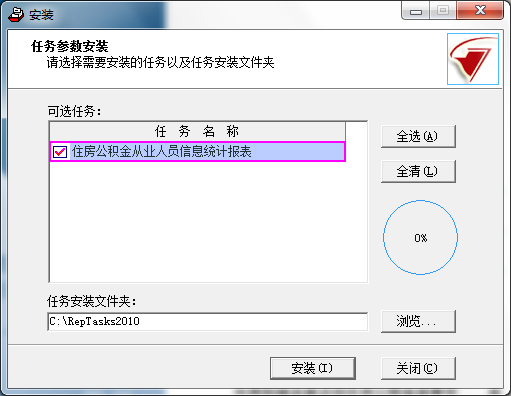 安装
任务参数安装
请选择需要安装的任务以及任务安装文件夹
可选任务：
任 务 名 称
住房公积金从业人员信息统计报表
全选(A)
全清(L)
0%
任务安装文件夹：
C:\RepTasks2010
浏览...
安装(I)
关闭(C)